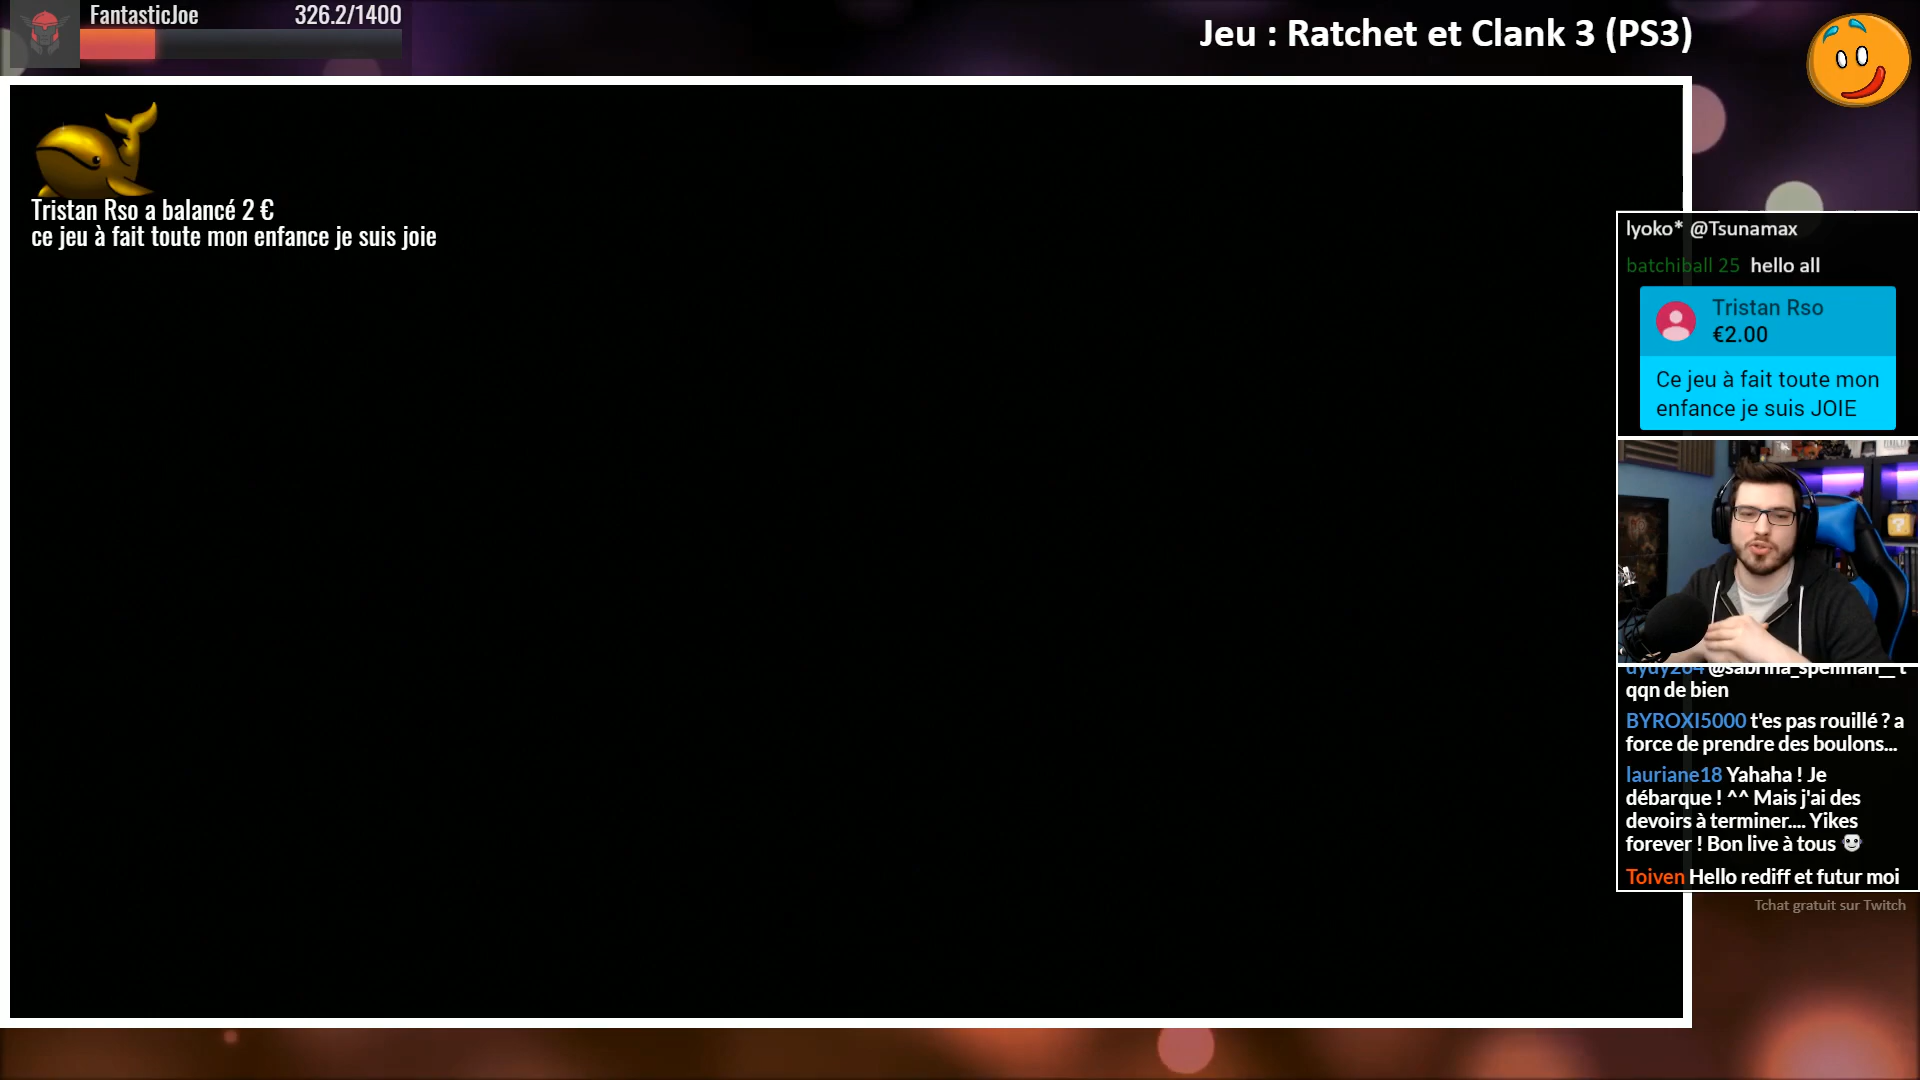 FantasticJoe 326.2/1400
Jeu : Ratchet et Clank 3 (PS3)
Tristan Rso a balancé 2 €
ce jeu à fait toute mon enfance je suis joie
lyoko* @Tsunamax
batchiball 25 hello all
Tristan Rso
€2.00
Ce jeu à fait toute mon
enfance je suis JOIE
dydy264 @sabrina_spellman__ t
qqn de bien
BYROXI5000 t'es pas rouillé ? a
force de prendre des boulons...
lauriane18 Yahaha ! Je
débarque ! ^^ Mais j'ai des
devoirs à terminer.... Yikes
forever ! Bon live à tous
Toiven Hello rediff et futur moi
Tchat gratuit sur Twitch